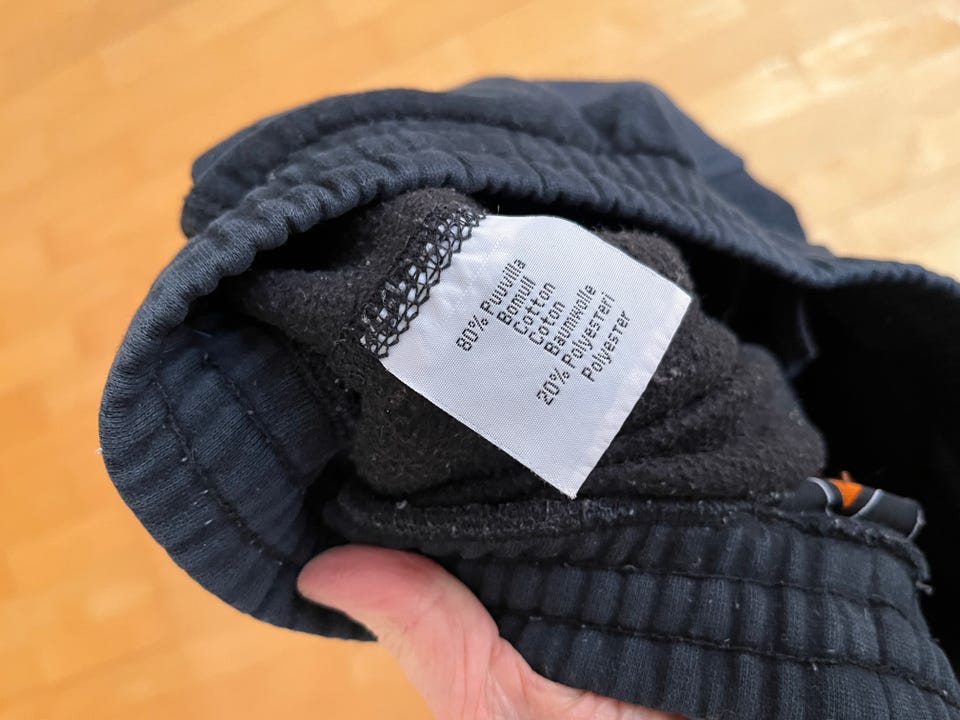 80% Puuvilla
Bomull
Cotton
Coton
Baumwolle
20% Polyesteri
Polyester